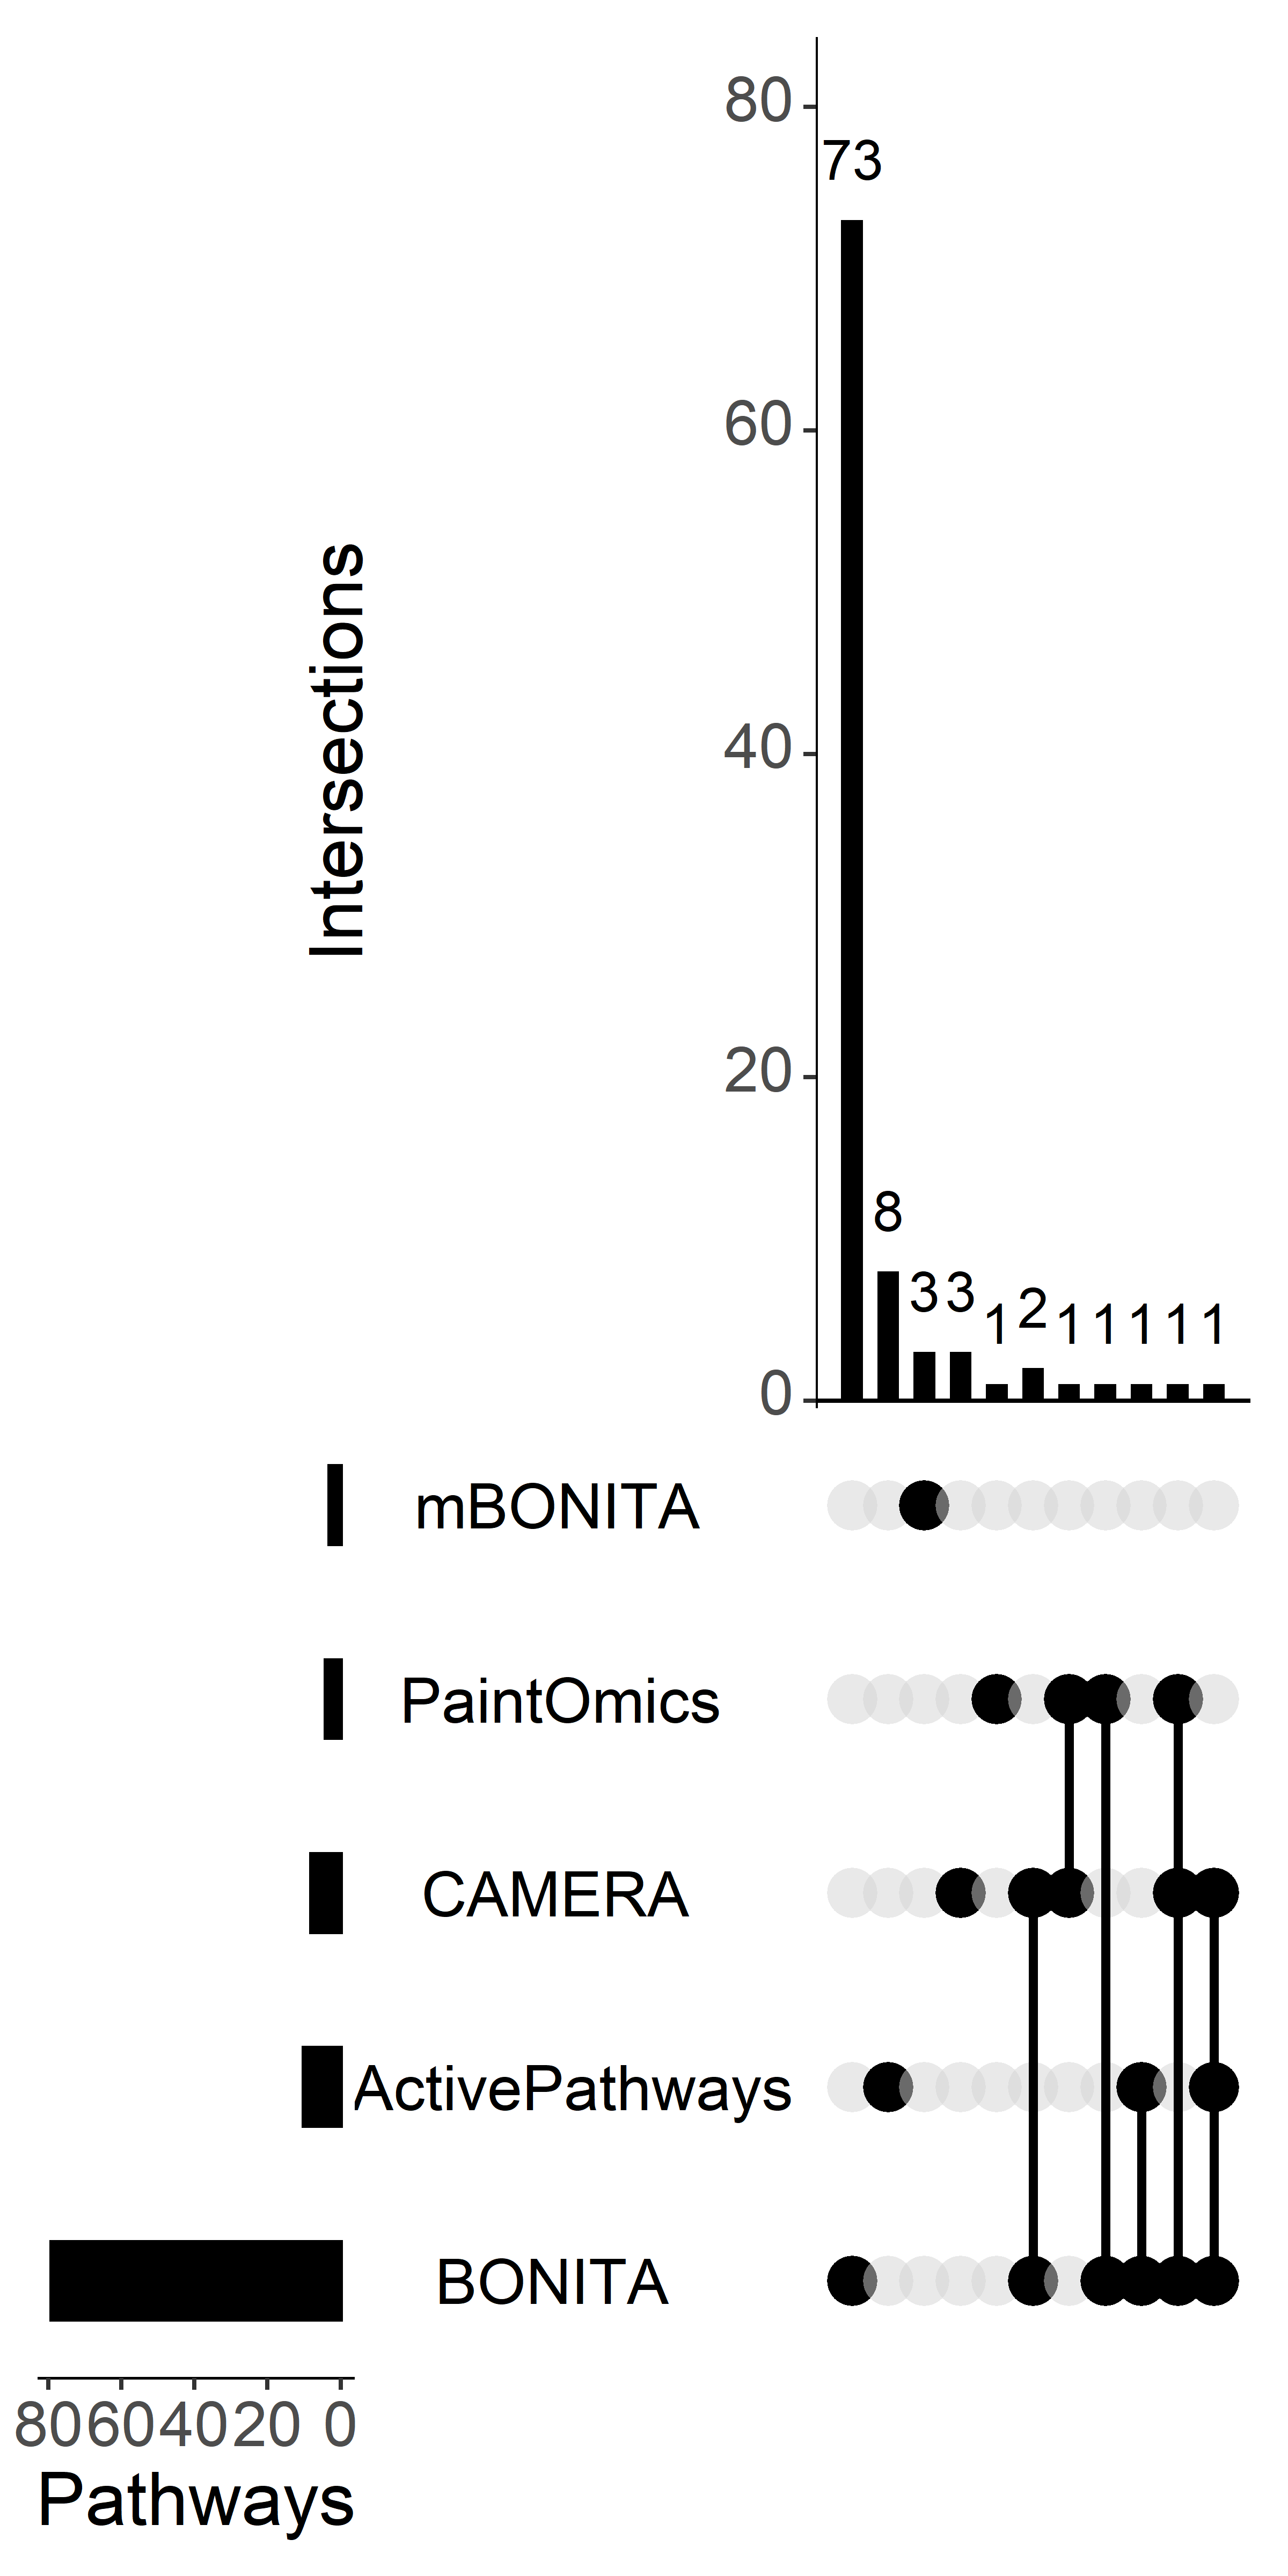 80
73
60
Intersections
40
20
8
3 3 1 2 1 1 1 1 1
0
mBONITA
PaintOmics
CAMERA
ActivePathways
BONITA
80 60 40 20 0
Pathways